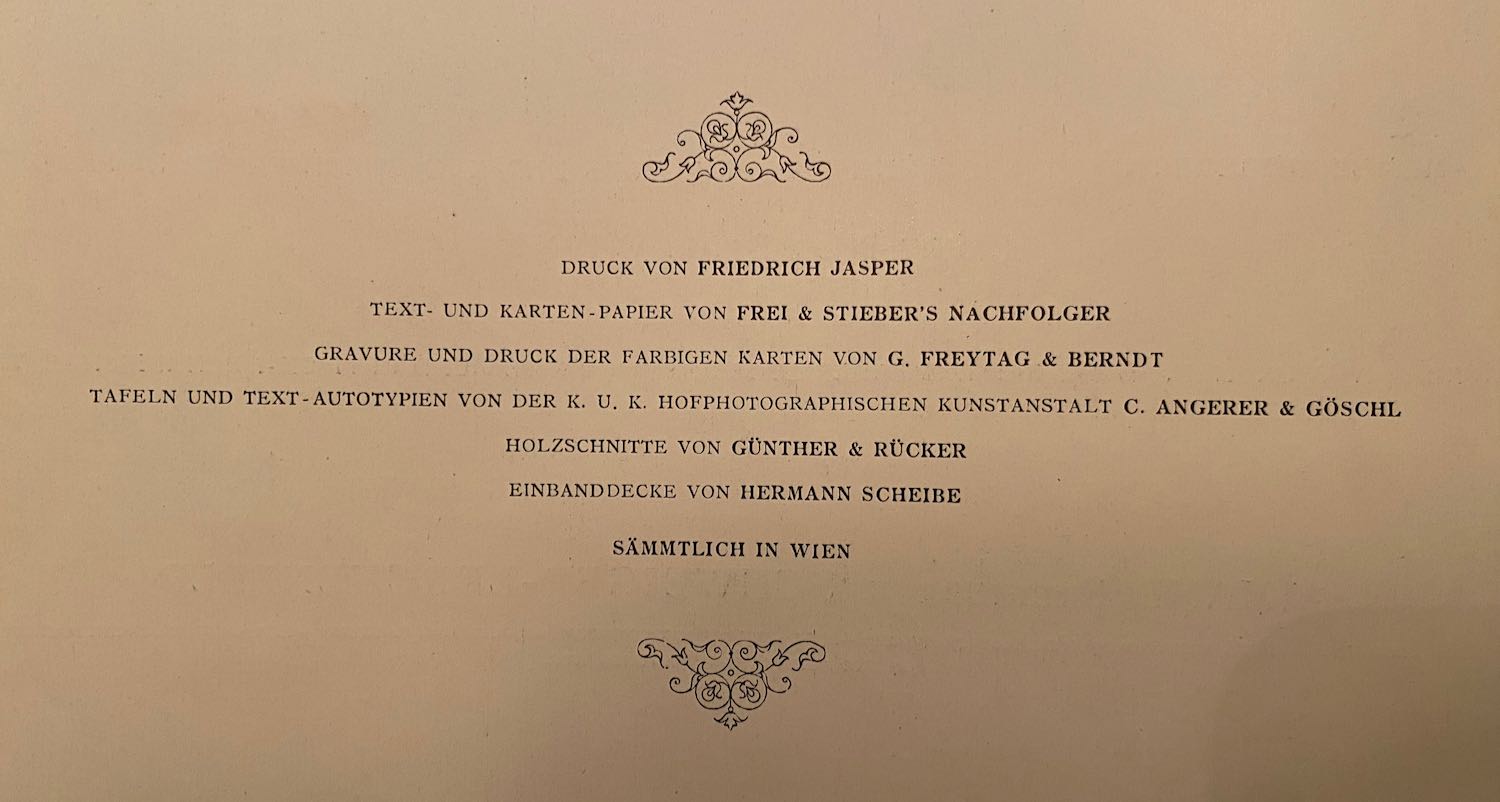 DRUCK VON FRIEDRICH JASPER
TEXT- UND KARTEN-PAPIER VON FREI & STIEBER'S NACHFOLGER
GRAVURE UND DRUCK DER FARBIGEN KARTEN VON G. FREYTAG & BERNDT
TAFELN UND TEXT-AUTOTYPIEN VON DER K. U. K. HOFPHOTOGRAPHISCHEN KUNSTANSTALT C. ANGERER & GÖSCHL
HOLZSCHNITTE VON GÜNTHER & RÜCKER
EINBANDDECKE VON HERMANN SCHEIBE
SÄMMTLICH IN WIEN